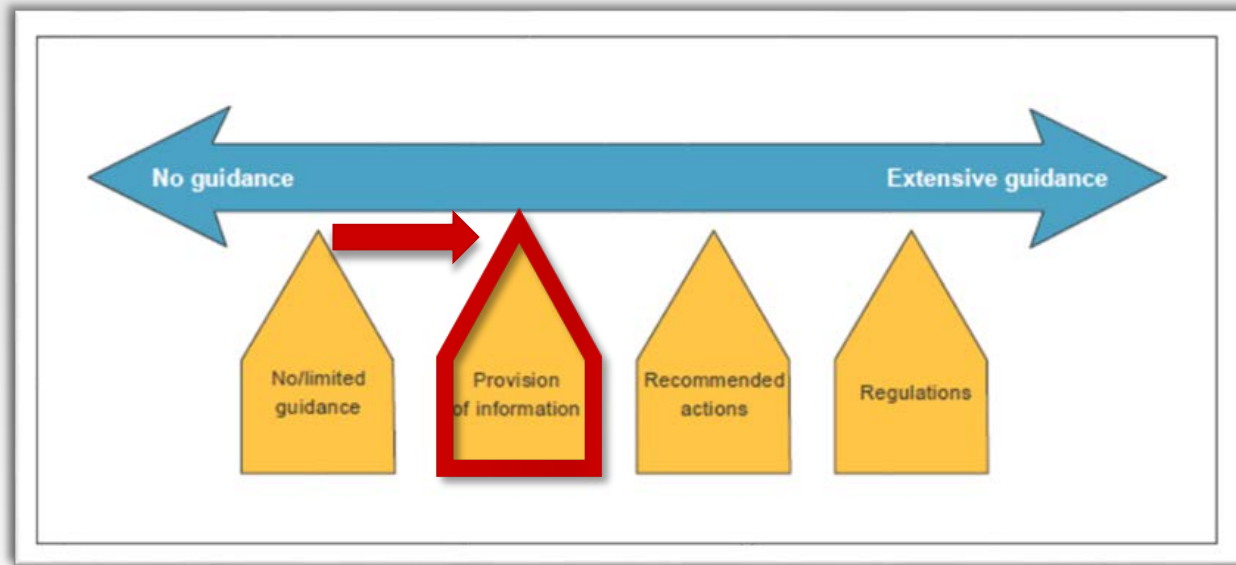 No guidance
Extensive guidance
No/limited
guidance
Provision
of information
Recommended
actions
Regulations